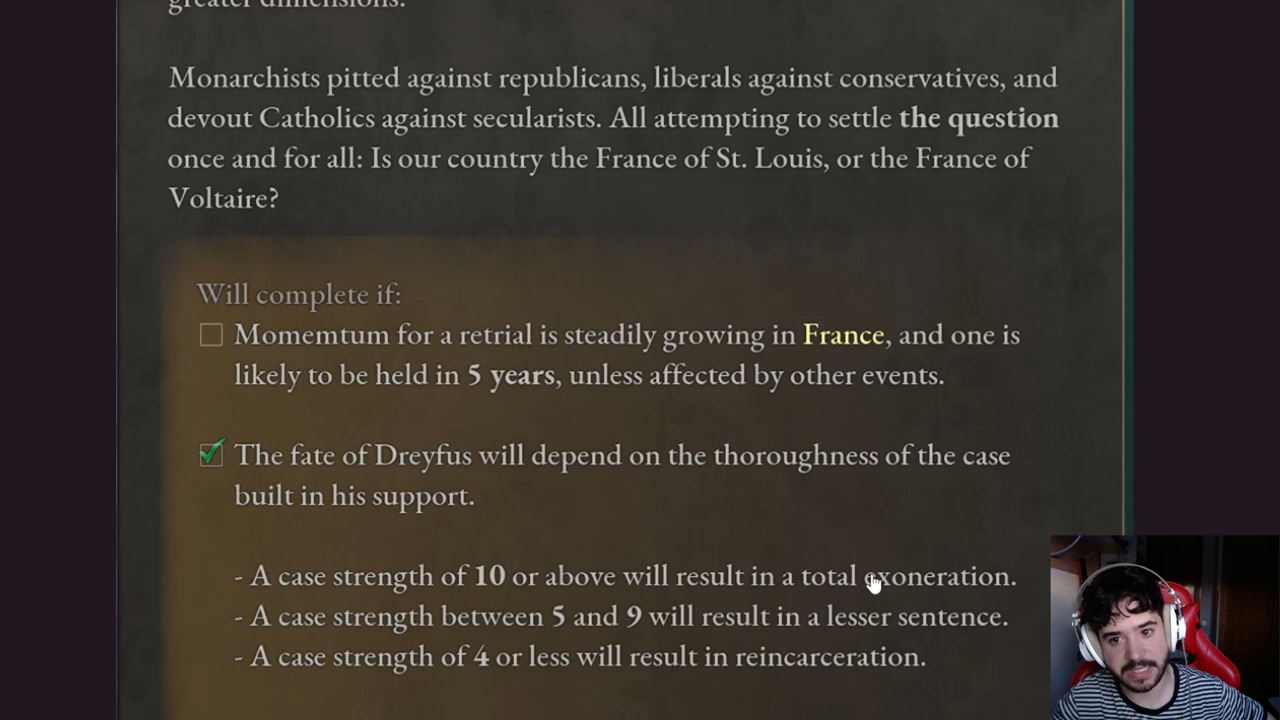 greater dimensions.
Monarchists pitted against republicans, liberals against conservatives, and
devout Catholics against secularists. All attempting to settle the question
once and for all: Is our country the France of St. Louis, or the France of
Voltaire?
Will complete if:
Momemtum for a retrial is steadily growing in France, and one is
likely to be held in 5 years, unless affected by other events.
The fate of Dreyfus will depend on the thoroughness of the case
built in his support.
- A case strength of 10 or above will result in a total exoneration.
- A case strength between 5 and 9 will result in a lesser sentence.
- A case strength of 4 or less will result in reincarceration.